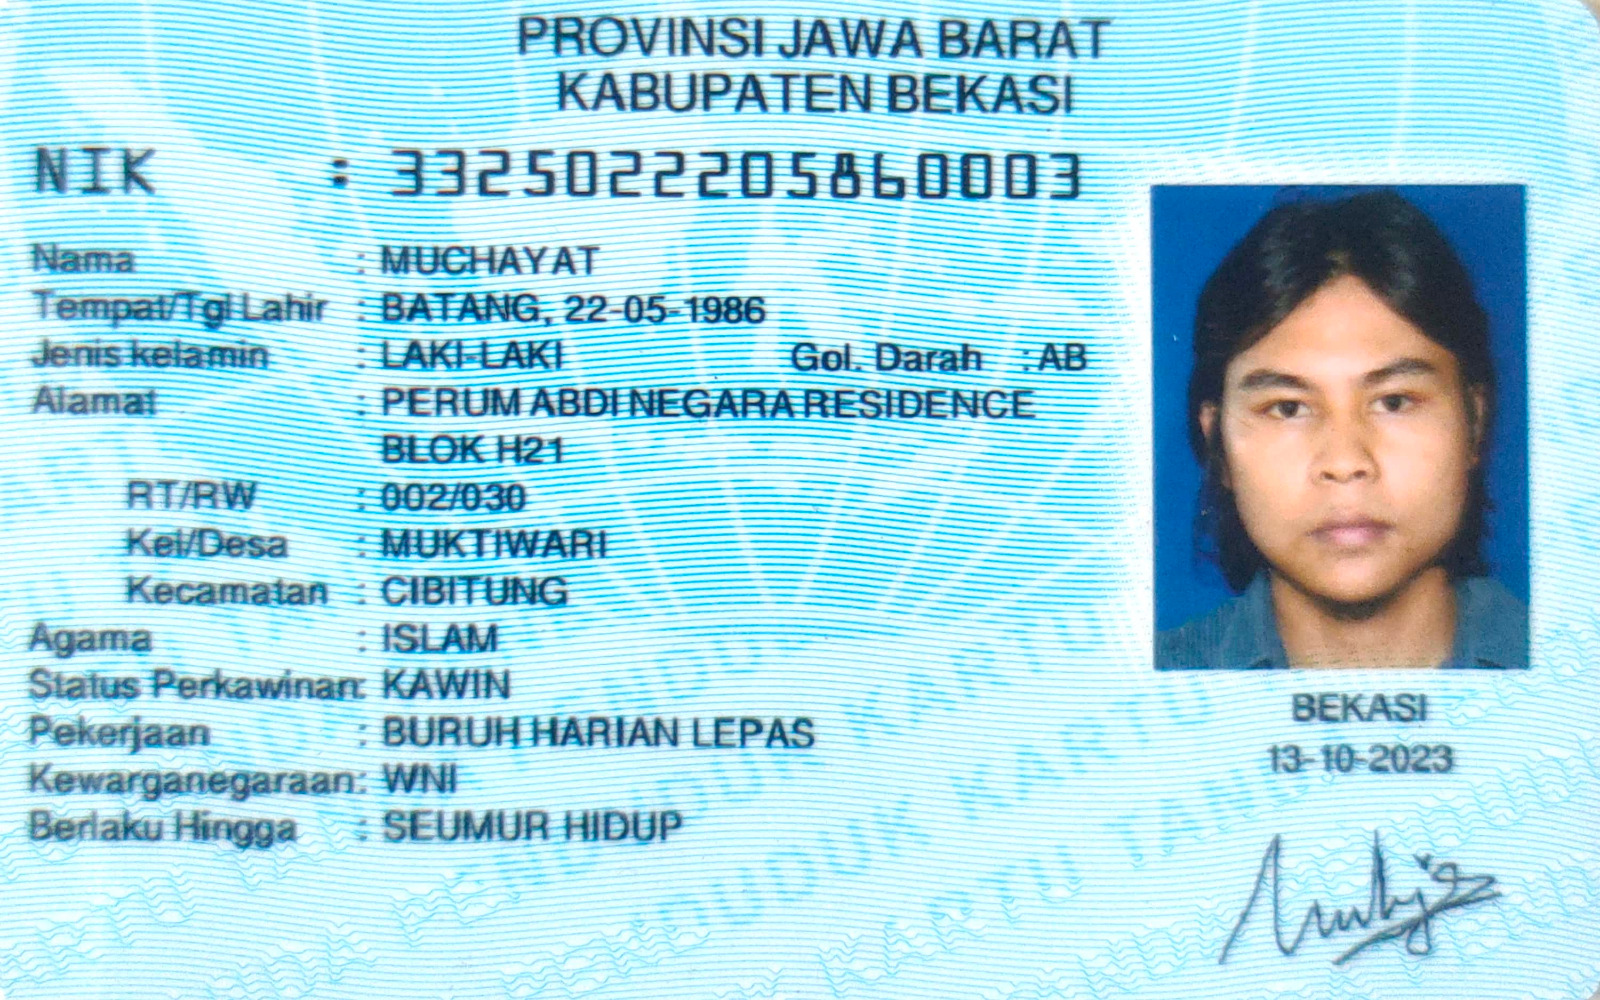 PROVINSI JAWA BARAT
KABUPATEN BEKASI
NIK : 3325022205860003
Nama : MUCHAYAT
Tempat/Tgl Lahir : BATANG, 22-05-1986
Jenis kelamin : LAKI-LAKI Gol. Darah : AB
Alamat : PERUM ABDI NEGARA RESIDENCE
BLOK H21
RT/RW : 002/030
Kel/Desa : MUKTIWARI
Kecamatan : CIBITUNG
Agama : ISLAM
Status Perkawinan: KAWIN
Pekerjaan : BURUH HARIAN LEPAS
Kewarganegaraan: WNI
Berlaku Hingga : SEUMUR HIDUP
BEKASI
13-10-2023